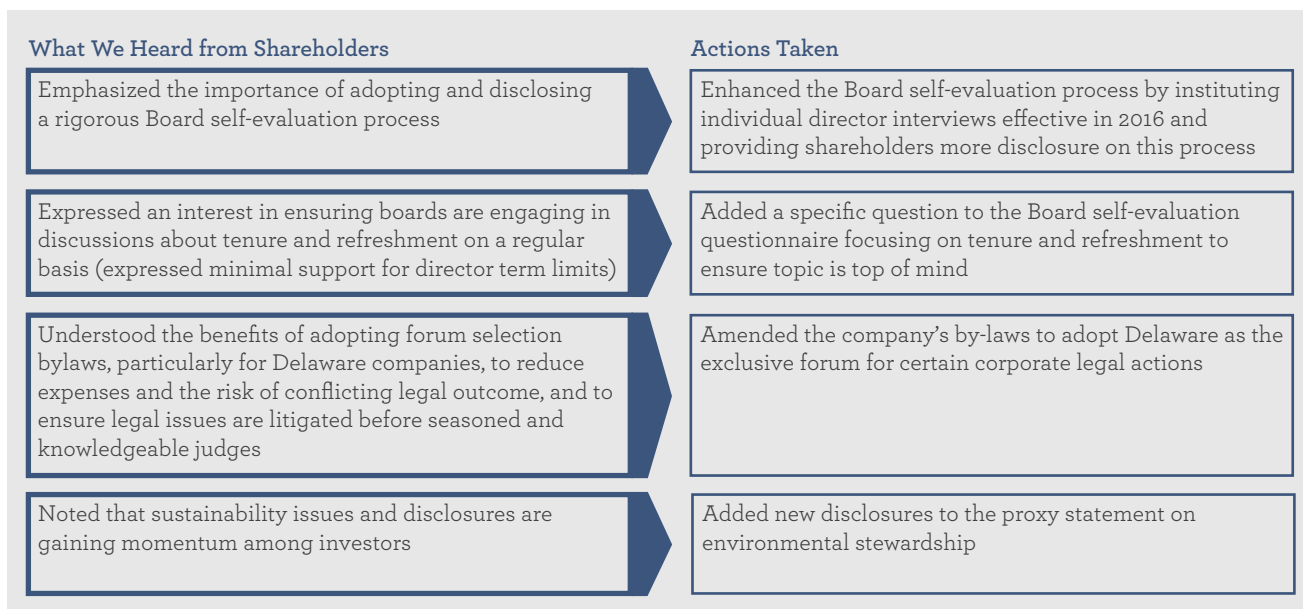 What We Heard from Shareholders
Actions Taken
Emphasized the importance of adopting and disclosing
a rigorous Board self-evaluation process
Enhanced the Board self-evaluation process by instituting
individual director interviews effective in 2016 and
providing shareholders more disclosure on this process
Expressed an interest in ensuring boards are engaging in
discussions about tenure and refreshment on a regular
basis (expressed minimal support for director term limits)
Added a specific question to the Board self-evaluation
questionnaire focusing on tenure and refreshment to
ensure topic is top of mind
Understood the benefits of adopting forum selection
bylaws, particularly for Delaware companies, to reduce
expenses and the risk of conflicting legal outcome, and to
ensure legal issues are litigated before seasoned and
knowledgeable judges
Amended the company’s by-laws to adopt Delaware as the
exclusive forum for certain corporate legal actions
Noted that sustainability issues and disclosures are
gaining momentum among investors
Added new disclosures to the proxy statement on
environmental stewardship